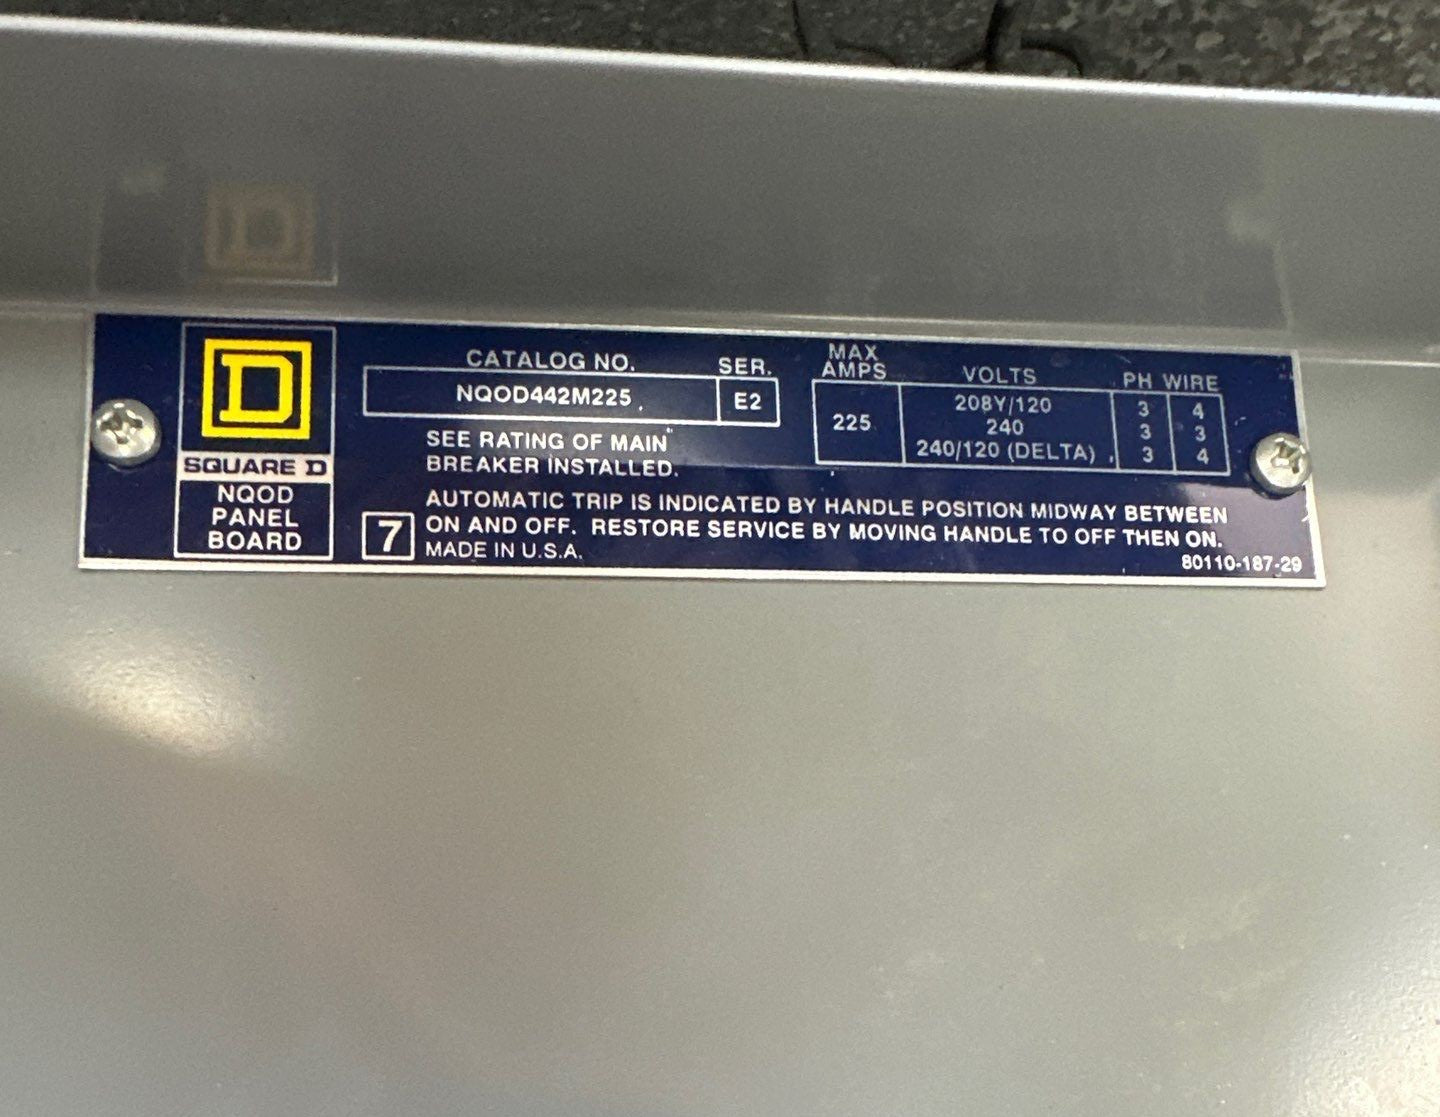 D
SQUARE D
NQOD
PANEL
BOARD
CATALOG NO. SER.
NQOD442M225 E2
SEE RATING OF MAIN
BREAKER INSTALLED.
MAX
AMPS VOLTS PH WIRE
225
208Y/120 3 4
240 3 3
240/120 (DELTA) 3 4
7
AUTOMATIC TRIP IS INDICATED BY HANDLE POSITION MIDWAY BETWEEN
ON AND OFF. RESTORE SERVICE BY MOVING HANDLE TO OFF THEN ON.
MADE IN U.S.A.
80110-187-29